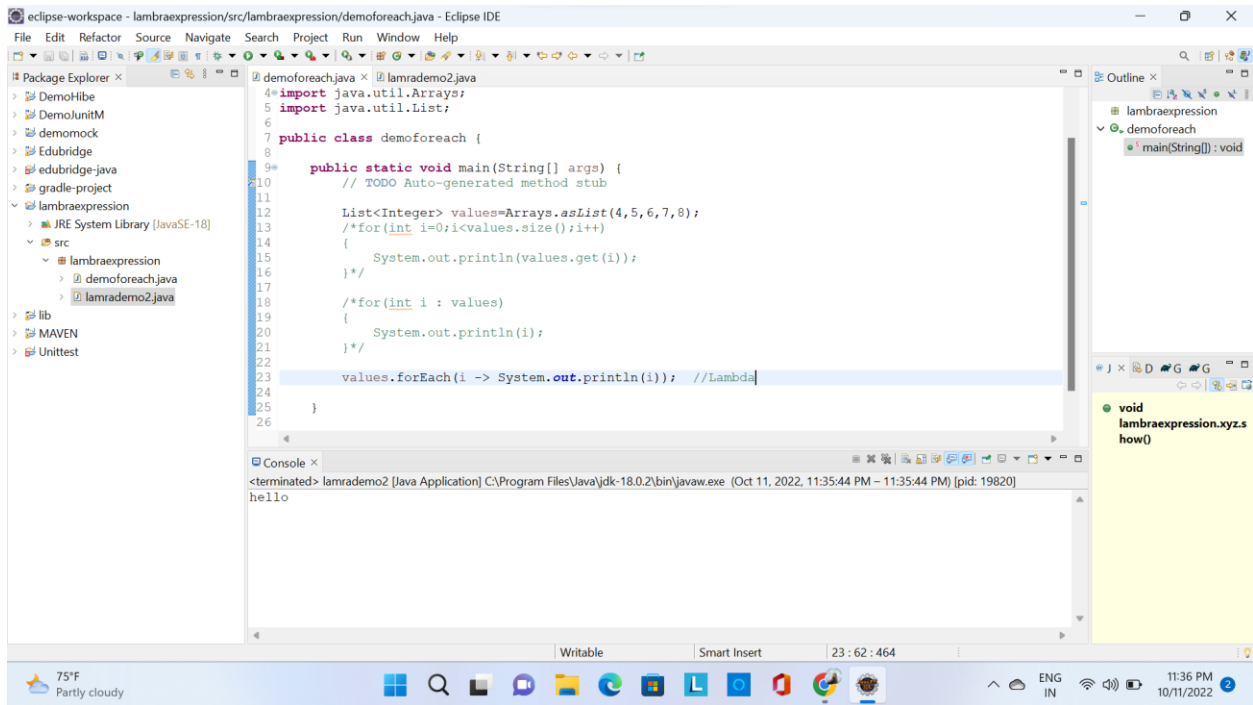 eclipse-workspace - lambraexpression/src/lambraexpression/demoforeach.java - Eclipse IDE
File Edit Refactor Source Navigate Search Project Run Window Help
Package Explorer ×
DemoHibe
DemoJunitM
demomock
Edubridge
edubridge-java
gradle-project
lambraexpression
JRE System Library [JavaSE-18]
src
lambraexpression
demoforeach.java
lamrademo2.java
lib
MAVEN
Unittest
demoforeach.java × lamrademo2.java
4 import java.util.Arrays;
5 import java.util.List;
6
7 public class demoforeach {
8
9 public static void main(String[] args) {
10 // TODO Auto-generated method stub
11
12 List<Integer> values=Arrays.asList(4,5,6,7,8);
13 /*for(int i=0;i<values.size();i++)
14 {
15 System.out.println(values.get(i));
16 }*/
17
18 /*for(int i : values)
19 {
20 System.out.println(i);
21 }*/
22
23 values.forEach(i -> System.out.println(i)); //Lambda
24
25 }
26
Console ×
<terminated> lamrademo2 [Java Application] C:\Program Files\Java\jdk-18.0.2\bin\javaw.exe (Oct 11, 2022, 11:35:44 PM – 11:35:44 PM) [pid: 19820]
hello
Outline ×
lambraexpression
demoforeach
main(String[]) : void
J × D G G
void
lambraexpression.xyz.s
how()
Writable Smart Insert 23 : 62 : 464
75°F
Partly cloudy
ENG
IN
11:36 PM
10/11/2022
2